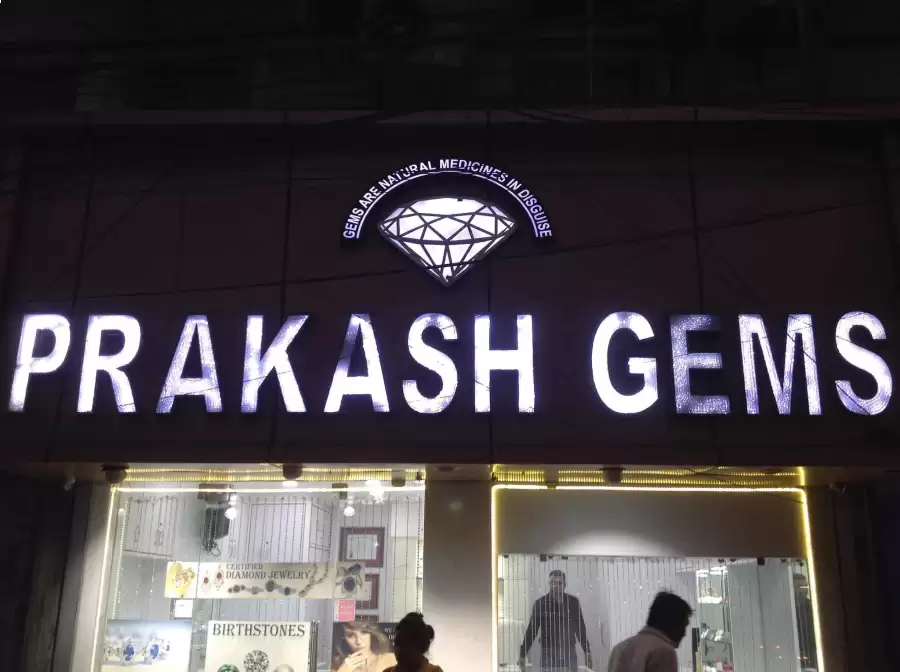 GEMS ARE NATURAL MEDICINES IN DISGUISE
PRAKASH GEMS
CERTIFIED
DIAMOND JEWELRY
BIRTHSTONES